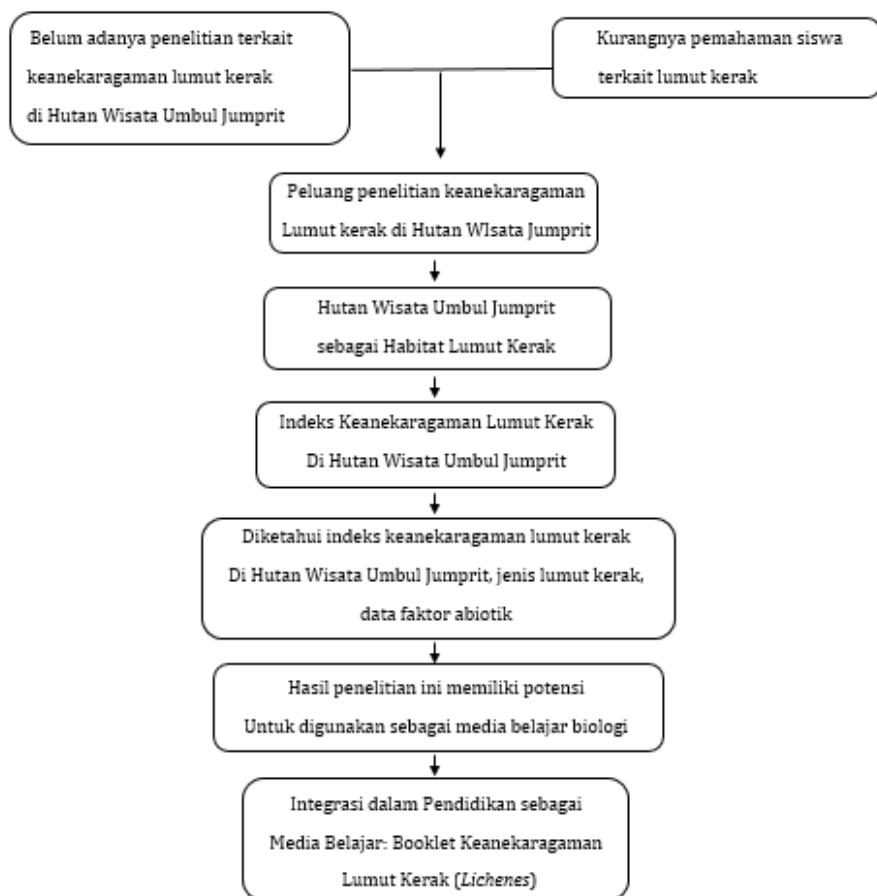 Belum adanya penelitian terkait
keanekaragaman lumut kerak
di Hutan Wisata Umbul Jumprit
Kurangnya pemahaman siswa
terkait lumut kerak
Peluang penelitian keanekaragaman
Lumut kerak di Hutan WIsata Jumprit
Hutan Wisata Umbul Jumprit
sebagai Habitat Lumut Kerak
Indeks Keanekaragaman Lumut Kerak
Di Hutan Wisata Umbul Jumprit
Diketahui indeks keanekaragaman lumut kerak
Di Hutan Wisata Umbul Jumprit, jenis lumut kerak,
data faktor abiotik
Hasil penelitian ini memiliki potensi
Untuk digunakan sebagai media belajar biologi
Integrasi dalam Pendidikan sebagai
Media Belajar: Booklet Keanekaragaman
Lumut Kerak (Lichenes)